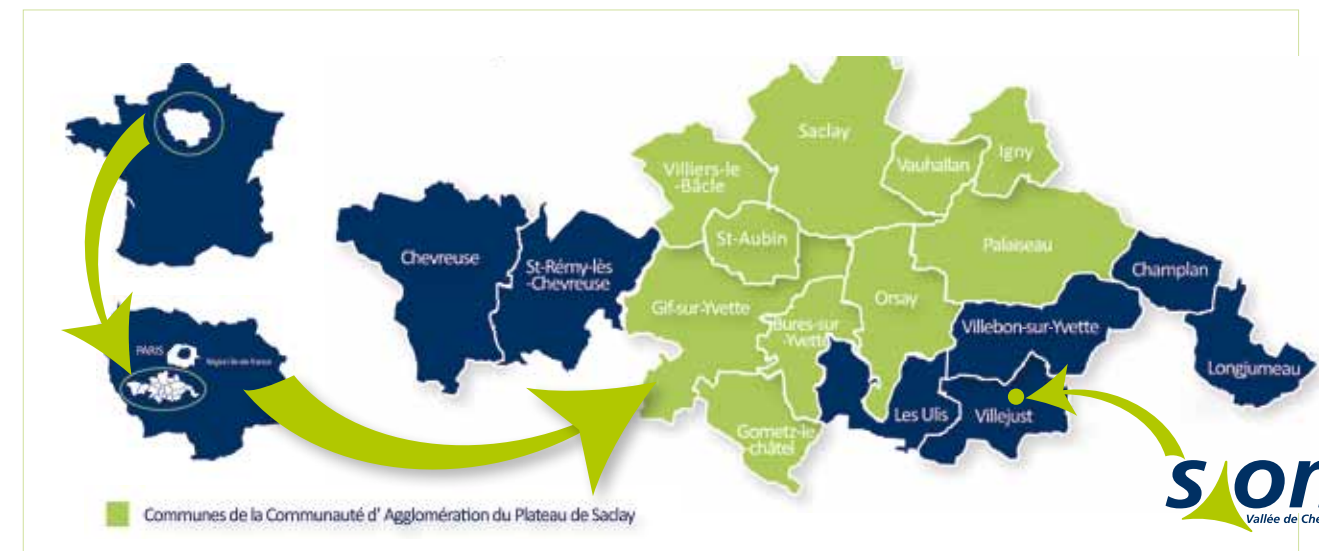 Saclay
Igny
Vauhallan
Villiers-le
-Bâcle
St-Aubin
Palaiseau
Chevreuse
St-Rémy-lès
-Chevreuse
Champlan
Orsay
Gif-sur-Yvette
Bures-sur
-Yvette
Villebon-sur-Yvette
PARIS
Région Ile-de-France
Longjumeau
Les Ulis
Villejust
Gometz-le
-châtel
Communes de la Communauté d' Agglomération du Plateau de Saclay
Vallée de